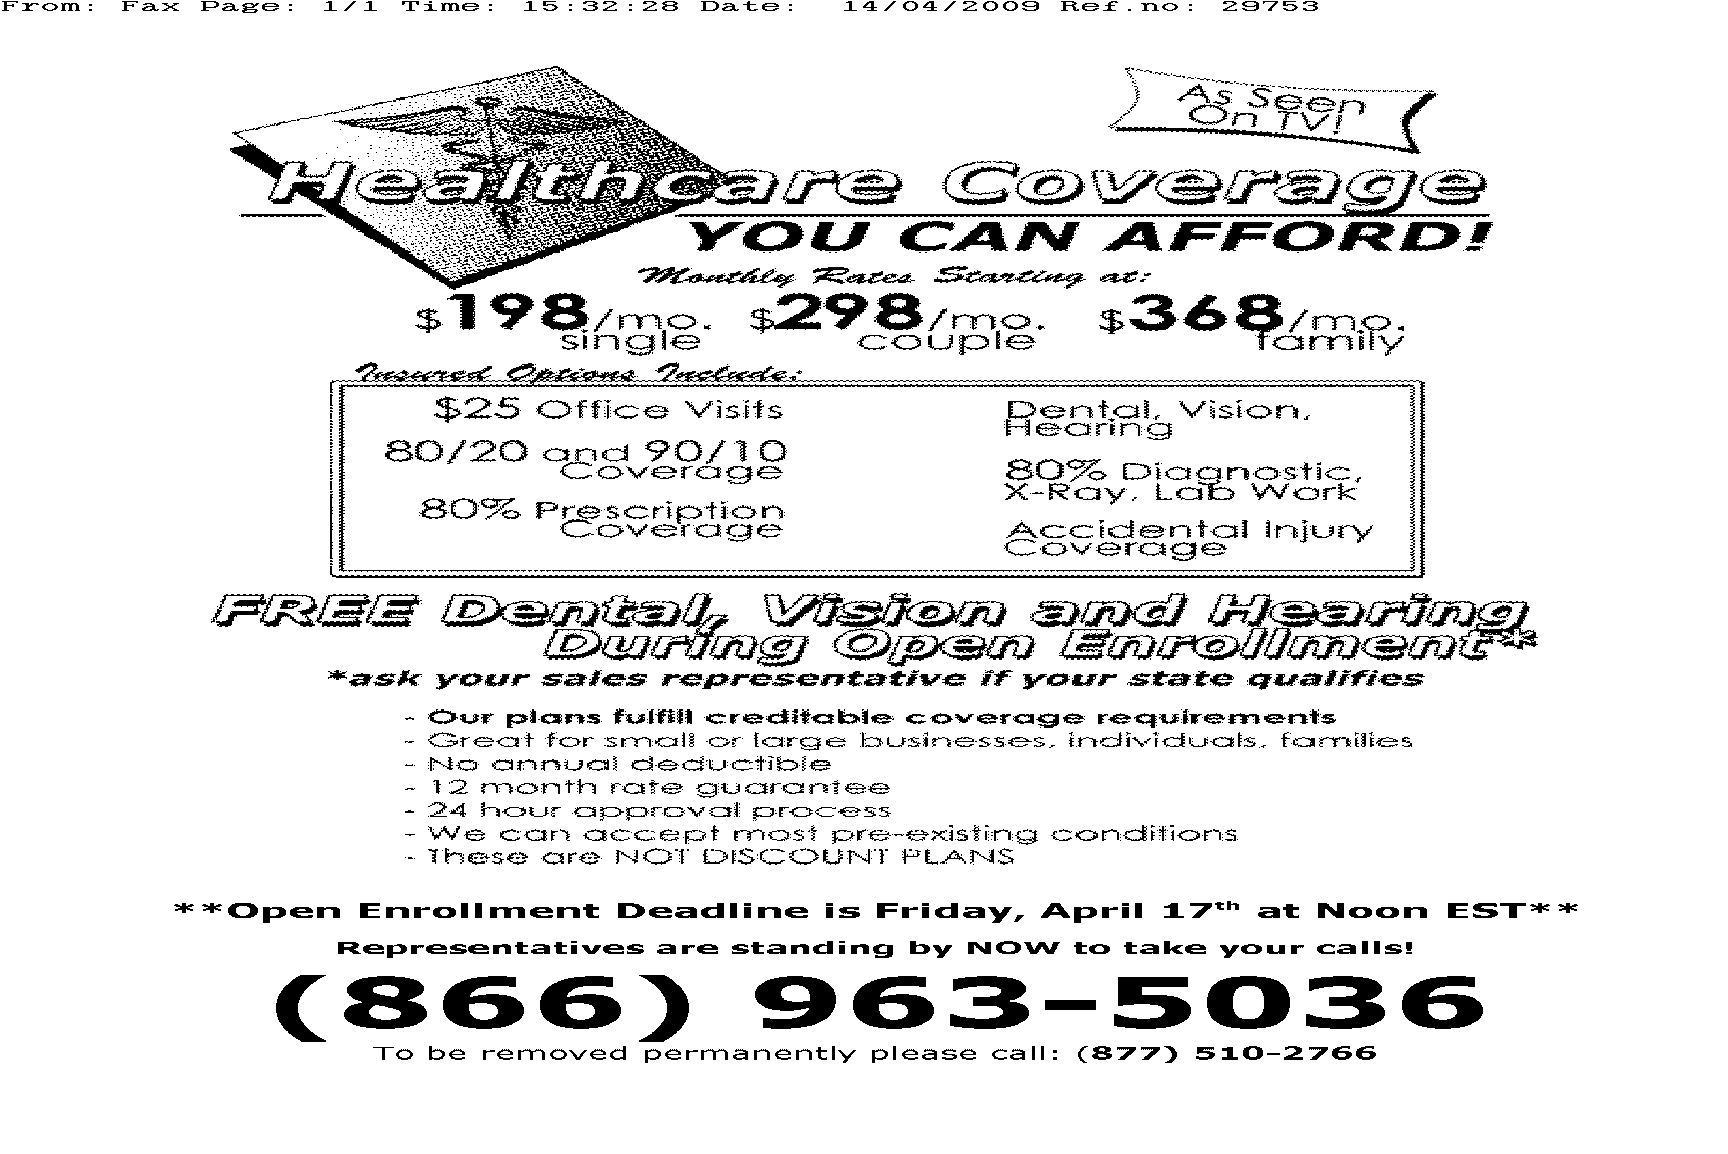 From: Fax Page: 1/1 Time: 15:32:28 Date: 14/04/2009 Ref.no: 29753
As Seen
On TV!
Healthcare Coverage
YOU CAN AFFORD!
Monthly Rates Starting at:
$198/mo. $298/mo. $368/mo.
single couple family
Insured Options Include:
$25 Office Visits
80/20 and 90/10
Coverage
80% Prescription
Coverage
Dental, Vision,
Hearing
80% Diagnostic,
X-Ray, Lab Work
Accidental Injury
Coverage
FREE Dental, Vision and Hearing
During Open Enrollment*
*ask your sales representative if your state qualifies
- Our plans fulfill creditable coverage requirements
- Great for small or large businesses, individuals, families
- No annual deductible
- 12 month rate guarantee
- 24 hour approval process
- We can accept most pre-existing conditions
- These are NOT DISCOUNT PLANS
**Open Enrollment Deadline is Friday, April 17th at Noon EST**
Representatives are standing by NOW to take your calls!
(866) 963-5036
To be removed permanently please call: (877) 510-2766